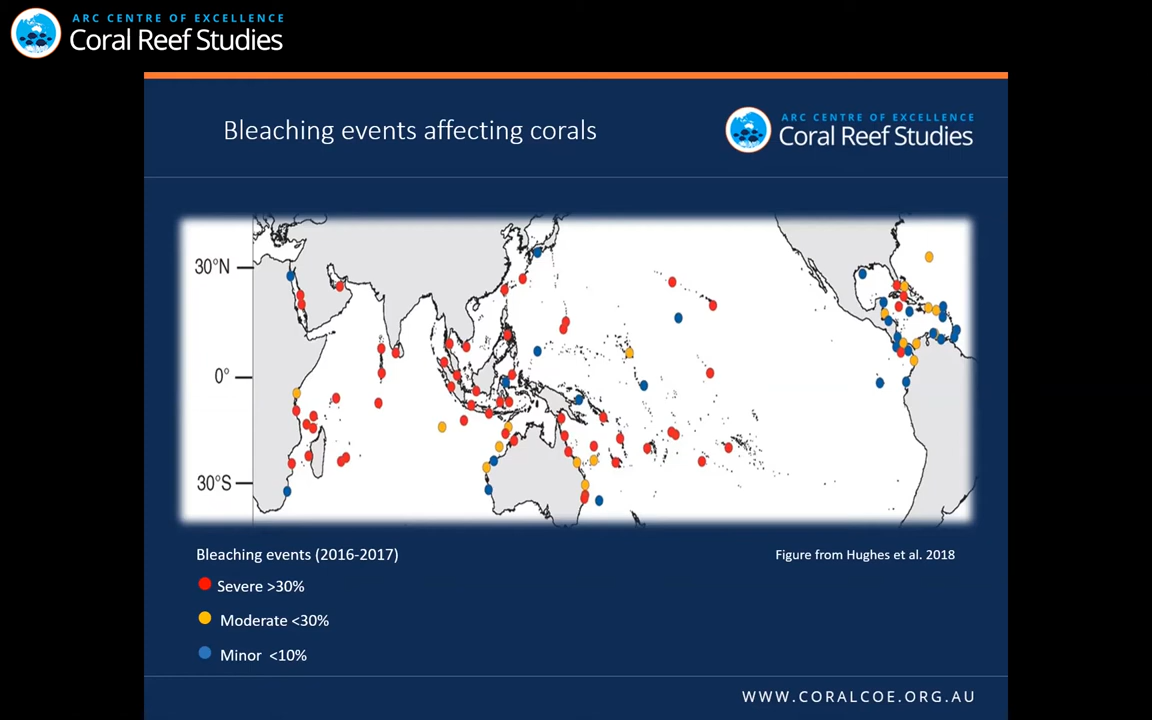 ARC CENTRE OF EXCELLENCE
Coral Reef Studies
Bleaching events affecting corals
ARC CENTRE OF EXCELLENCE
Coral Reef Studies
30°N
0°
30°S
Bleaching events (2016-2017)
Figure from Hughes et al. 2018
Severe >30%
Moderate <30%
Minor <10%
WWW.CORALCOE.ORG.AU